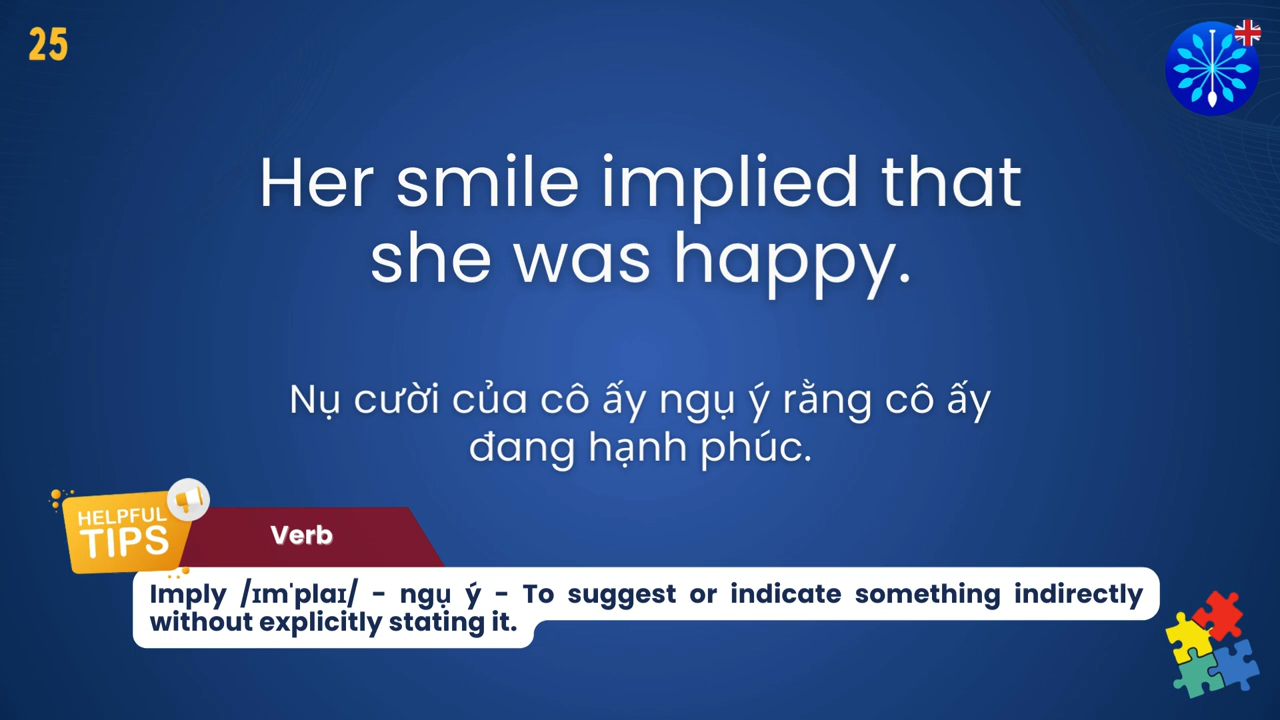 25
Her smile implied that
she was happy.
Nụ cười của cô ấy ngụ ý rằng cô ấy
đang hạnh phúc.
HELPFUL
TIPS
Verb
Imply /ɪmˈplaɪ/ - ngụ ý - To suggest or indicate something indirectly
without explicitly stating it.